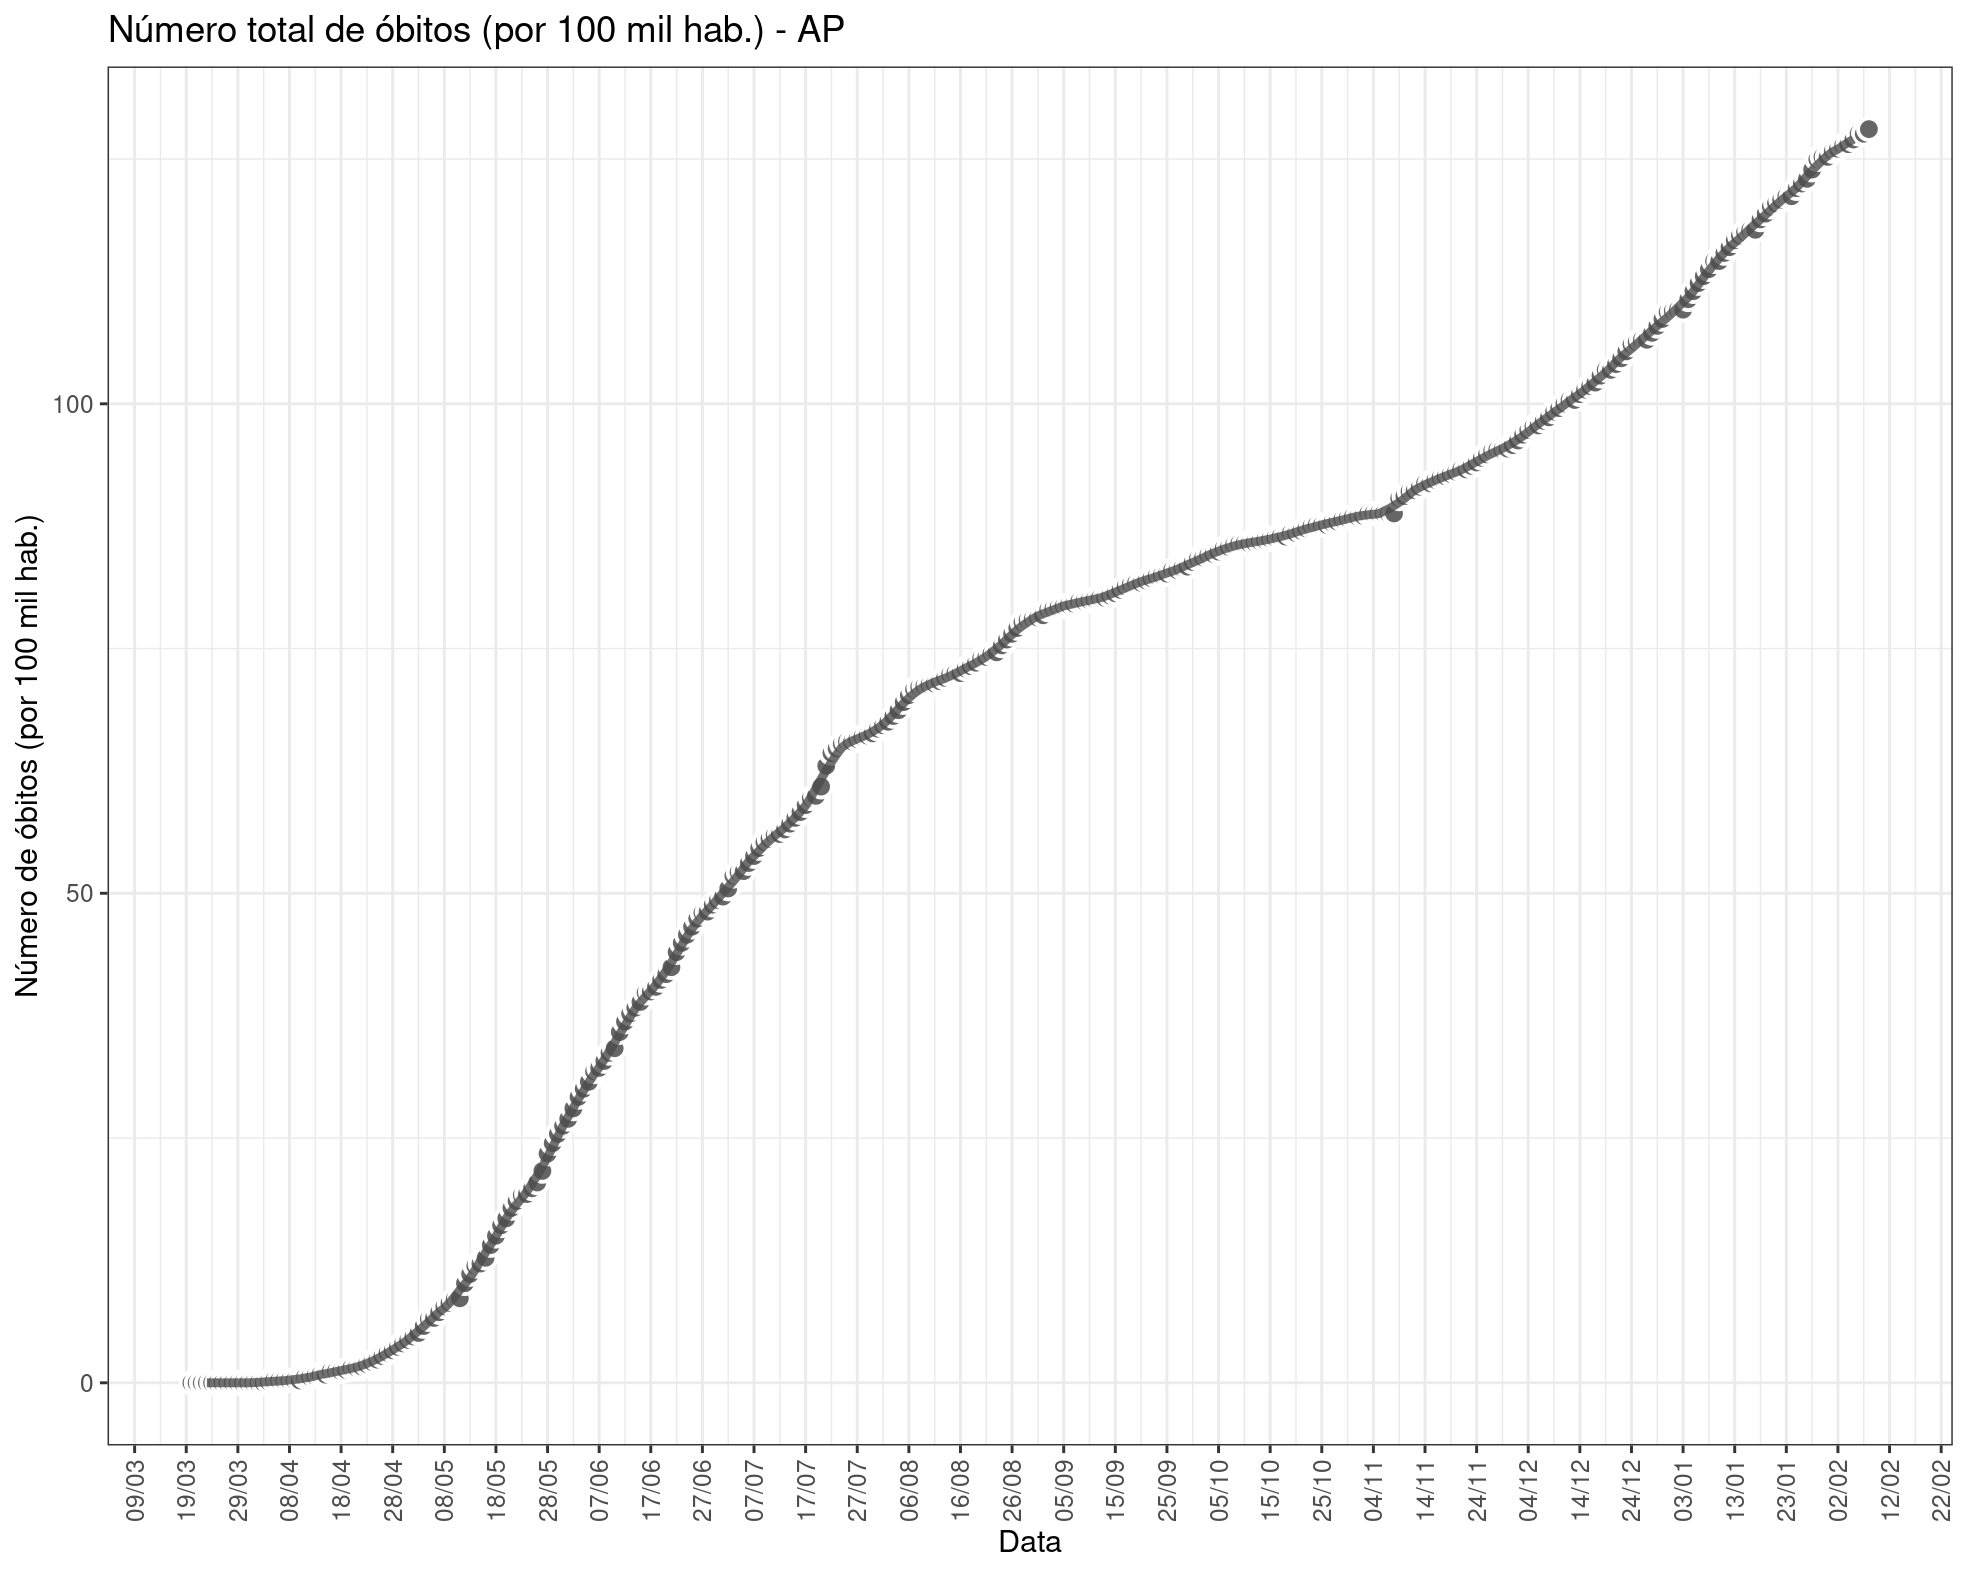 Número total de óbitos (por 100 mil hab.) - AP
Número de óbitos (por 100 mil hab.)
100
50
0
09/03 19/03 29/03 08/04 18/04 28/04 08/05 18/05 28/05 07/06 17/06 27/06 07/07 17/07 27/07 06/08 16/08 26/08 05/09 15/09 25/09 05/10 15/10 25/10 04/11 14/11 24/11 04/12 14/12 24/12 03/01 13/01 23/01 02/02 12/02 22/02
Data